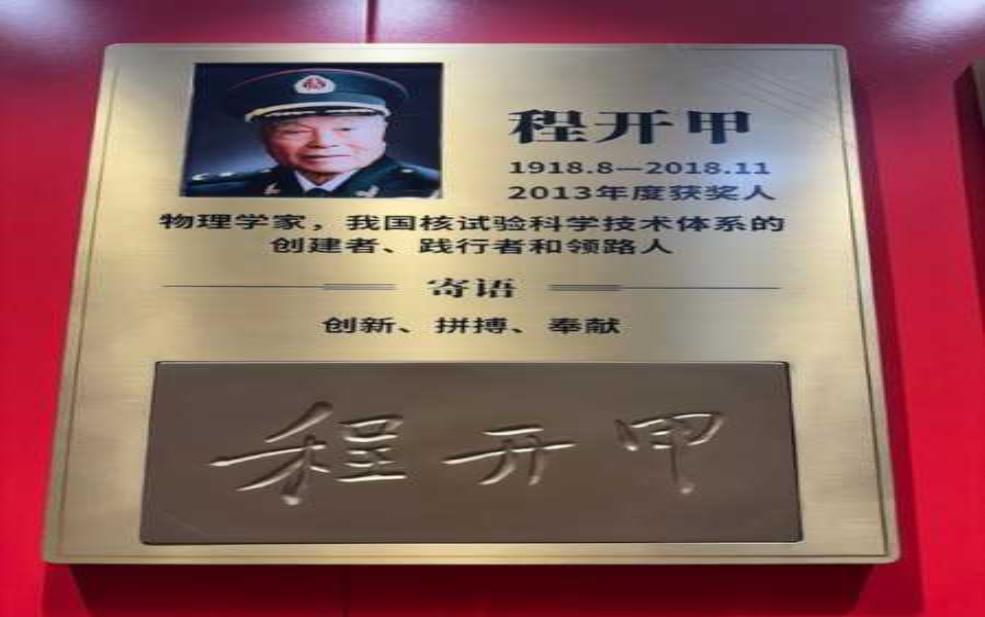 程开甲
1918.8—2018.11
2013年度获奖人
物理学家，我国核试验科学技术体系的
创建者、践行者和领路人
寄语
创新、拼搏、奉献
程开甲